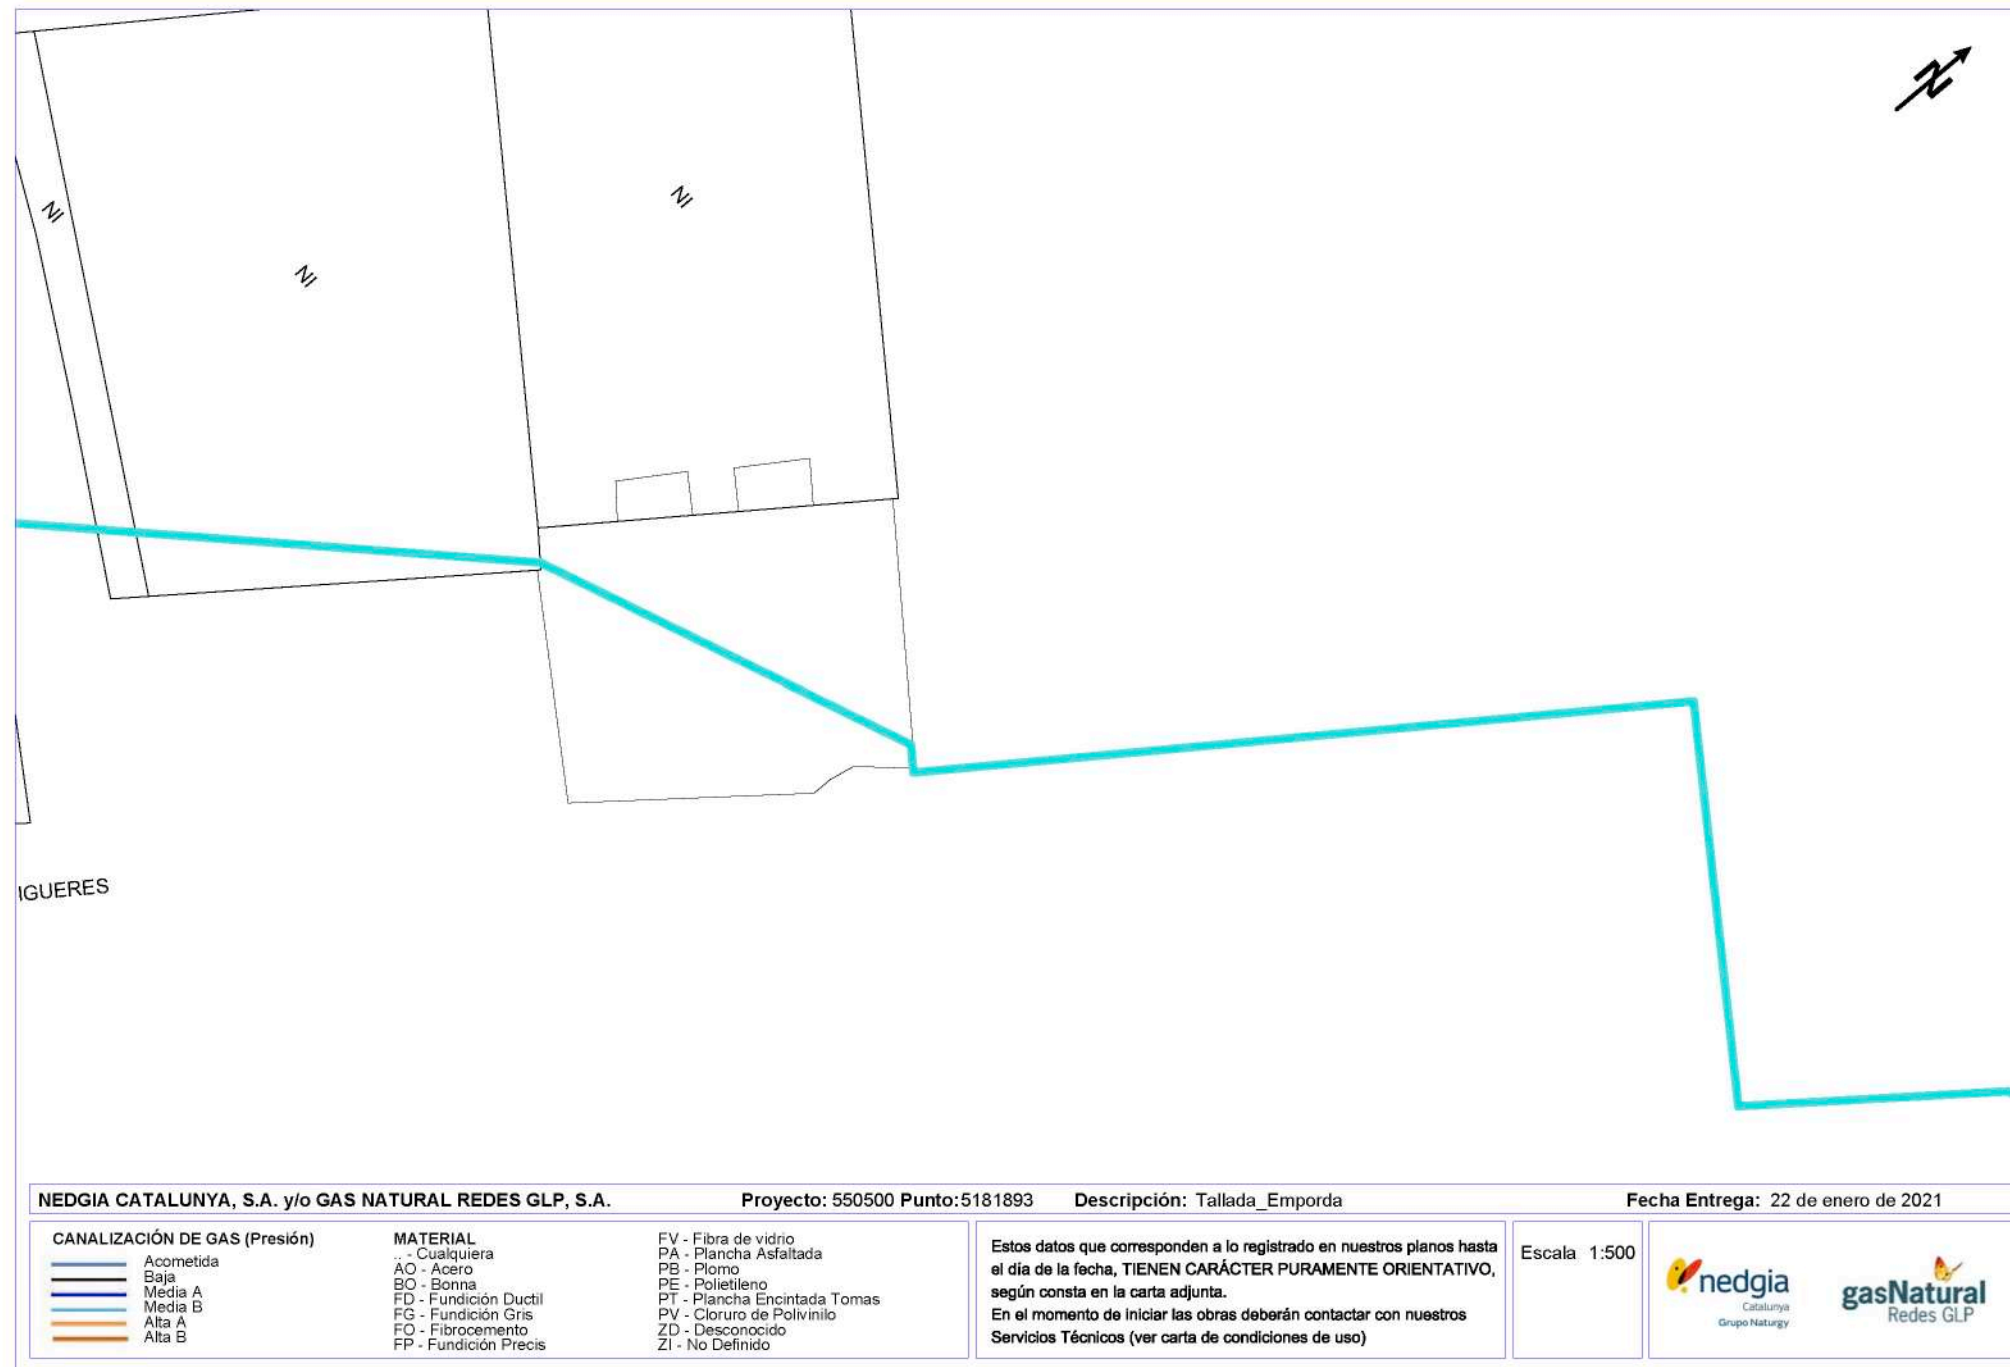 N
NI
NI
NI
IGUERES
NEDGIA CATALUNYA, S.A. y/o GAS NATURAL REDES GLP, S.A. Proyecto: 550500 Punto:5181893 Descripción: Tallada_Emporda Fecha Entrega: 22 de enero de 2021
CANALIZACIÓN DE GAS (Presión)
Acometida
Baja
Media A
Media B
Alta A
Alta B
MATERIAL
.. - Cualquiera
AO - Acero
BO - Bonna
FD - Fundición Ductil
FG - Fundición Gris
FO - Fibrocemento
FP - Fundición Precis
FV - Fibra de vidrio
PA - Plancha Asfaltada
PB - Plomo
PE - Polietileno
PT - Plancha Encintada Tomas
PV - Cloruro de Polivinilo
ZD - Desconocido
ZI - No Definido
Estos datos que corresponden a lo registrado en nuestros planos hasta
el día de la fecha, TIENEN CARÁCTER PURAMENTE ORIENTATIVO,
según consta en la carta adjunta.
En el momento de iniciar las obras deberán contactar con nuestros
Servicios Técnicos (ver carta de condiciones de uso)
Escala 1:500
nedgia
Catalunya
Grupo Naturgy
gasNatural
Redes GLP